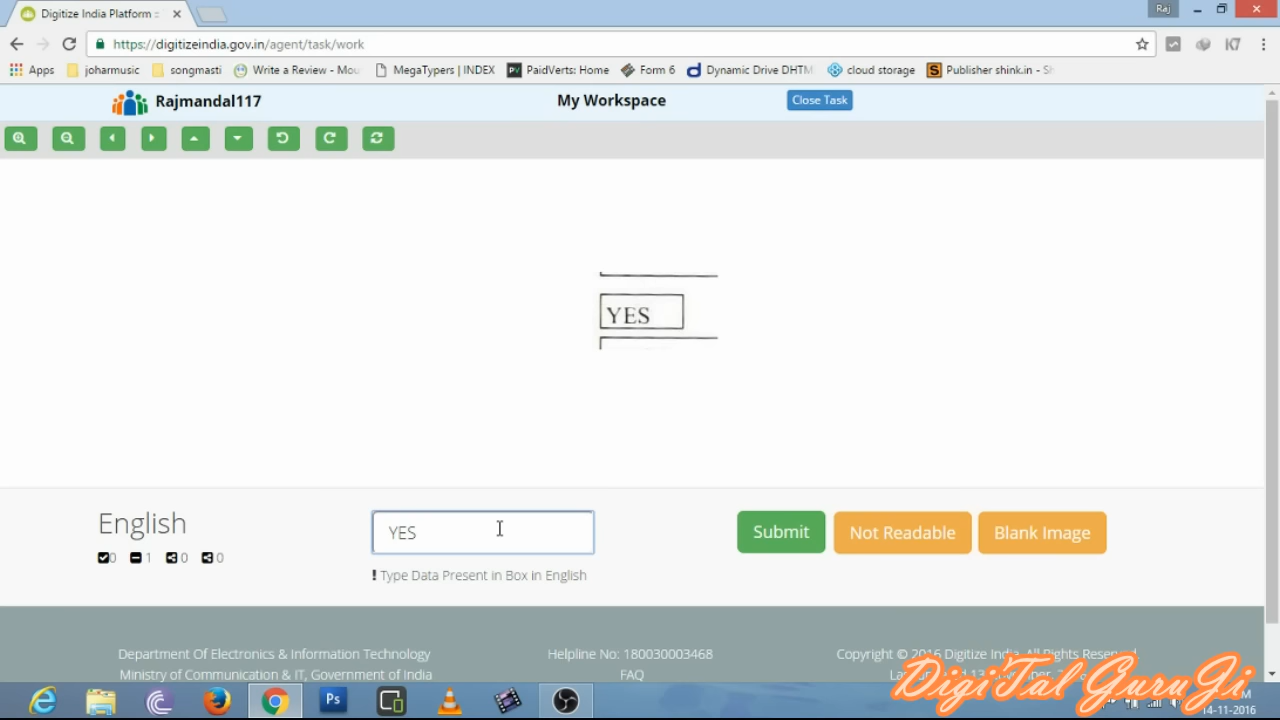 Digitize India Platform :: 
Raj
https://digitizeindia.gov.in/agent/task/work
K7
Apps joharmusic songmasti Write a Review - Mou MegaTypers | INDEX PV PaidVerts: Home Form 6 Dynamic Drive DHTM cloud storage S Publisher shink.in - Sh
Rajmandal117 My Workspace Close Task
YES
English YES Submit Not Readable Blank Image
0 1 0 0
! Type Data Present in Box in English
Department Of Electronics & Information Technology Helpline No: 180030003468 Copyright © 2016 Digitize India, All Rights Reserved
Ministry of Communication & IT, Government of India FAQ
DigiTal GuruJi
Ps
14-11-2016